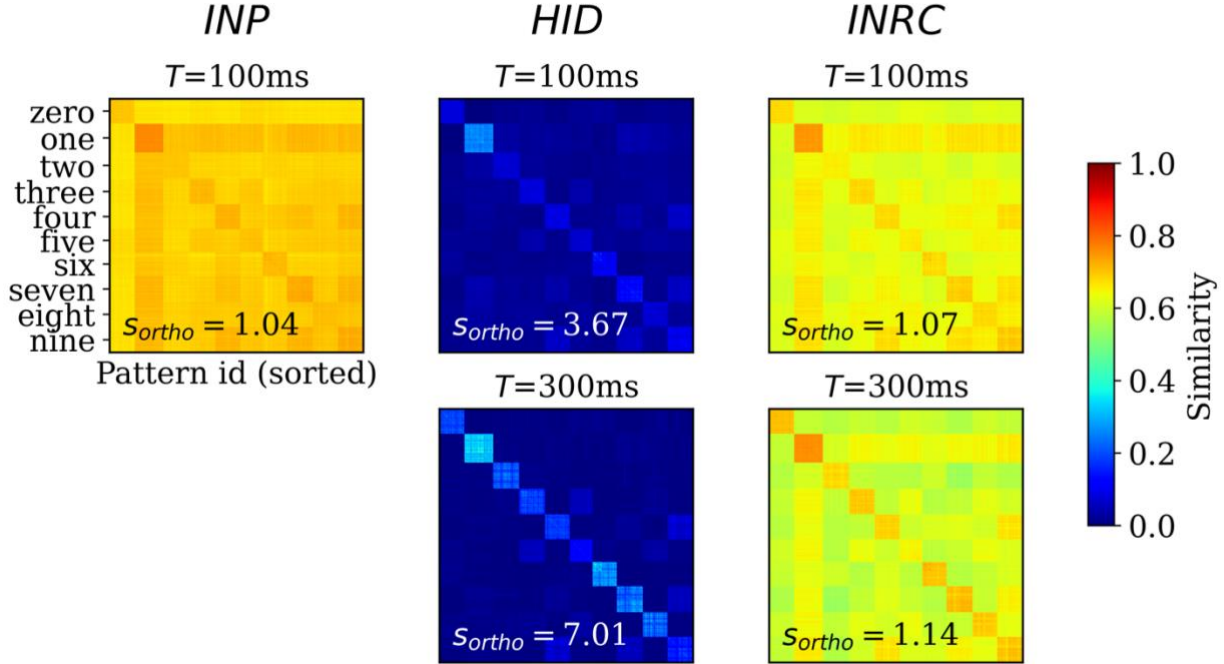 INP
HID
INRC
T=100ms
T=100ms
T=100ms
zero
one
two
three
four
five
six
seven
eight
nine
s_ortho = 1.04
s_ortho = 3.67
s_ortho = 1.07
Pattern id (sorted)
T=300ms
T=300ms
s_ortho = 7.01
s_ortho = 1.14
1.0
0.8
0.6
0.4
0.2
0.0
Similarity